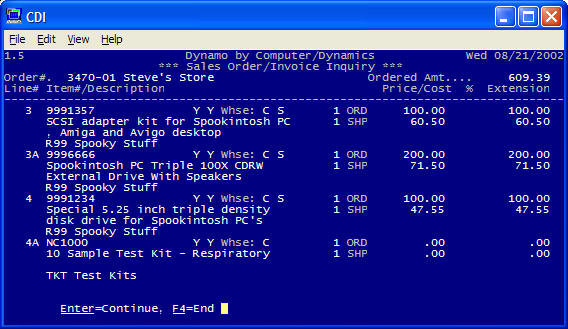 CDI
File Edit View Help
1.5 Dynamo by Computer/Dynamics Wed 08/21/2002
*** Sales Order/Invoice Inquiry ***
Order#. 3470-01 Steve's Store Ordered Amt.... 609.39
Line# Item#/Description Price/Cost % Extension
3 9991357 Y Y Whse: C S 1 ORD 100.00 100.00
SCSI adapter kit for Spookintosh PC 1 SHP 60.50 60.50
, Amiga and Avigo desktop
R99 Spooky Stuff
3A 9996666 Y Y Whse: C S 1 ORD 200.00 200.00
Spookintosh PC Triple 100X CDRW 1 SHP 71.50 71.50
External Drive With Speakers
R99 Spooky Stuff
4 9991234 Y Y Whse: C S 1 ORD 100.00 100.00
Special 5.25 inch triple density 1 SHP 47.55 47.55
disk drive for Spookintosh PC's
R99 Spooky Stuff
4A NC1000 Y Y Whse: C 1 ORD .00 .00
10 Sample Test Kit - Respiratory 1 SHP .00 .00
TKT Test Kits
Enter=Continue, F4=End